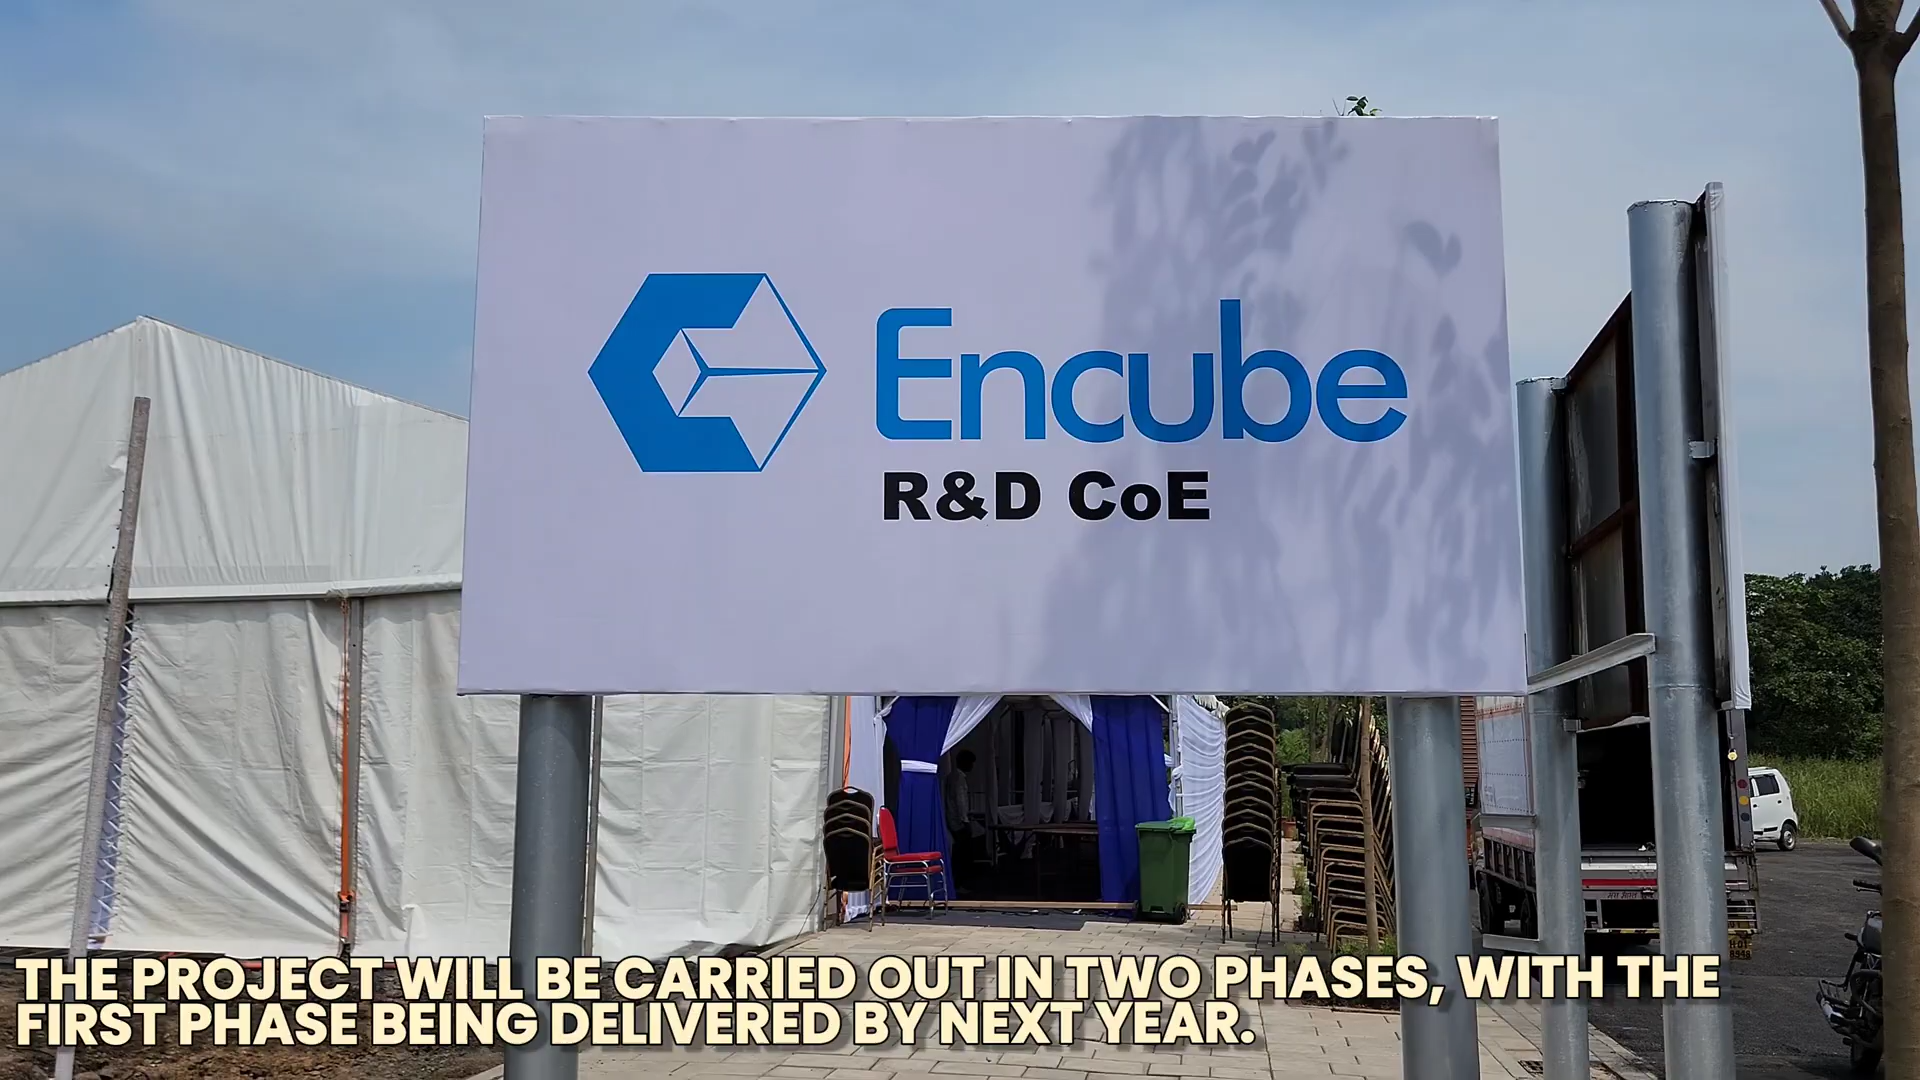 Encube
R&D CoE
THE PROJECT WILL BE CARRIED OUT IN TWO PHASES, WITH THE
FIRST PHASE BEING DELIVERED BY NEXT YEAR.